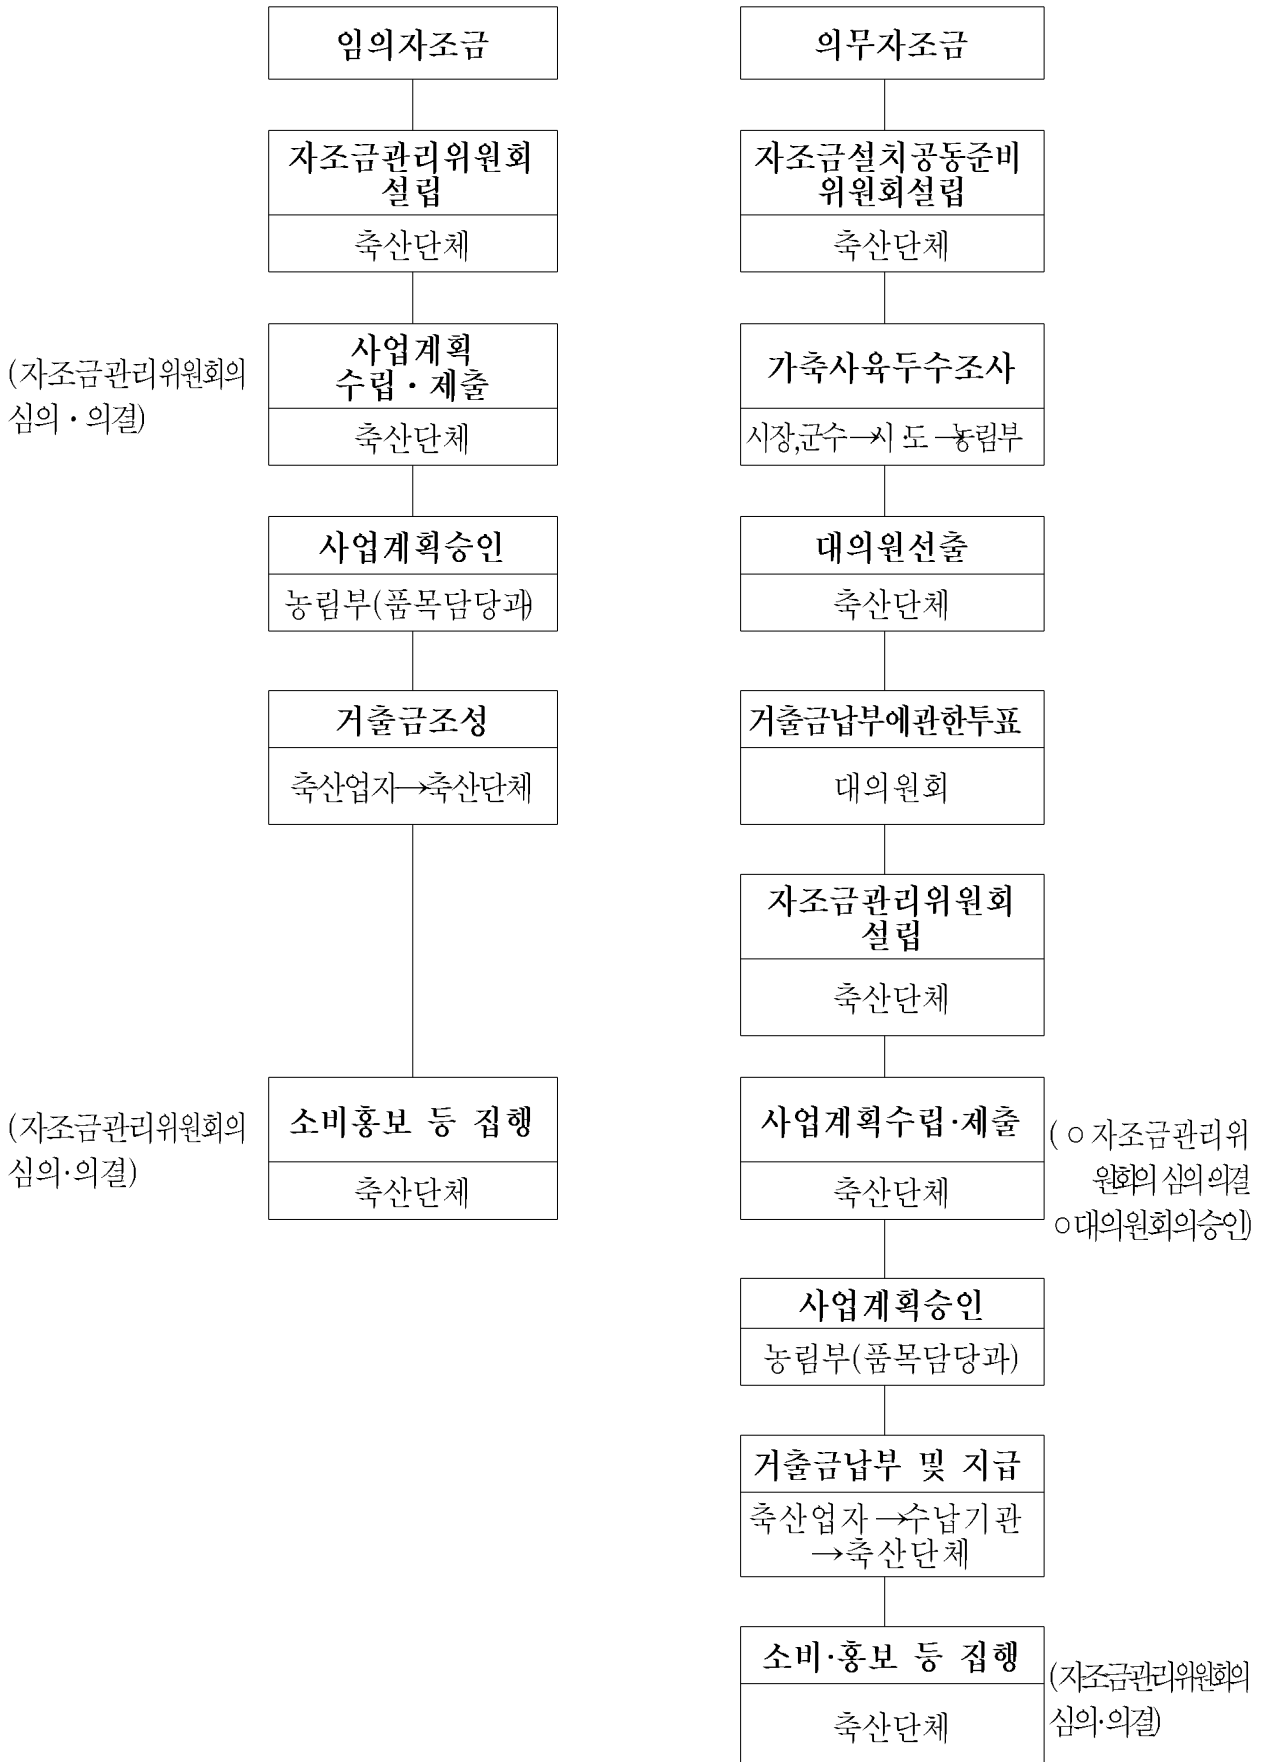 임의자조금
자조금관리위원회
설립
축산단체
(자조금관리위원회의
심의・의결)
사업계획
수립・제출
축산단체
사업계획승인
농림부(품목담당과)
거출금조성
축산업자→축산단체
(자조금관리위원회의
심의·의결)
소비홍보 등 집행
축산단체
의무자조금
자조금설치공동준비
위원회설립
축산단체
가축사육두수조사
시장,군수→시·도→농림부
대의원선출
축산단체
거출금납부에관한투표
대의원회
자조금관리위원회
설립
축산단체
사업계획수립·제출
축산단체
( ㅇ자조금관리위
원회의 심의·의결
ㅇ대의원회의승인)
사업계획승인
농림부(품목담당과)
거출금납부 및 지급
축산업자→수납기관
→축산단체
소비·홍보 등 집행
축산단체
(자조금관리위원회의
심의·의결)